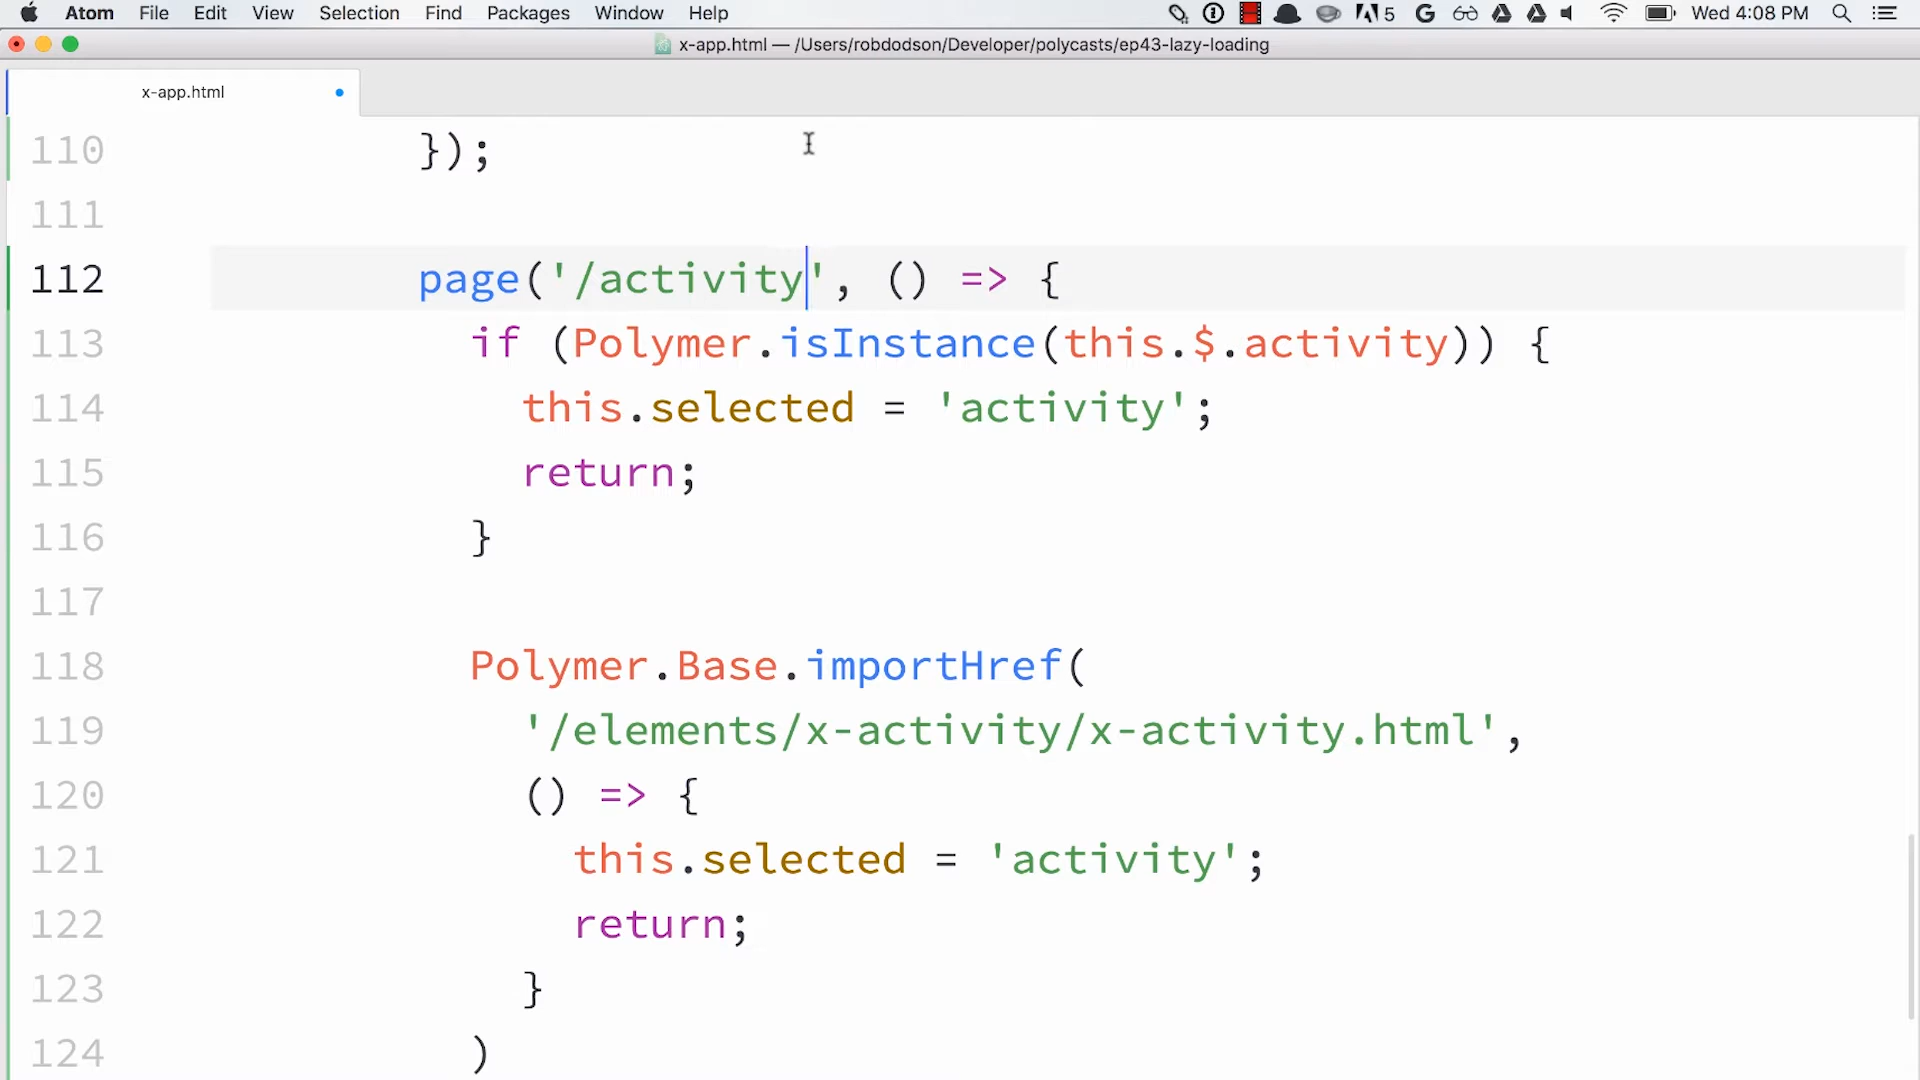 Atom File Edit View Selection Find Packages Window Help 5 Wed 4:08 PM
x-app.html — /Users/robdodson/Developer/polycasts/ep43-lazy-loading
x-app.html
110 });
111
112 page('/activity', () => {
113 if (Polymer.isInstance(this.$.activity)) {
114 this.selected = 'activity';
115 return;
116 }
117
118 Polymer.Base.importHref(
119 '/elements/x-activity/x-activity.html',
120 () => {
121 this.selected = 'activity';
122 return;
123 }
124 )